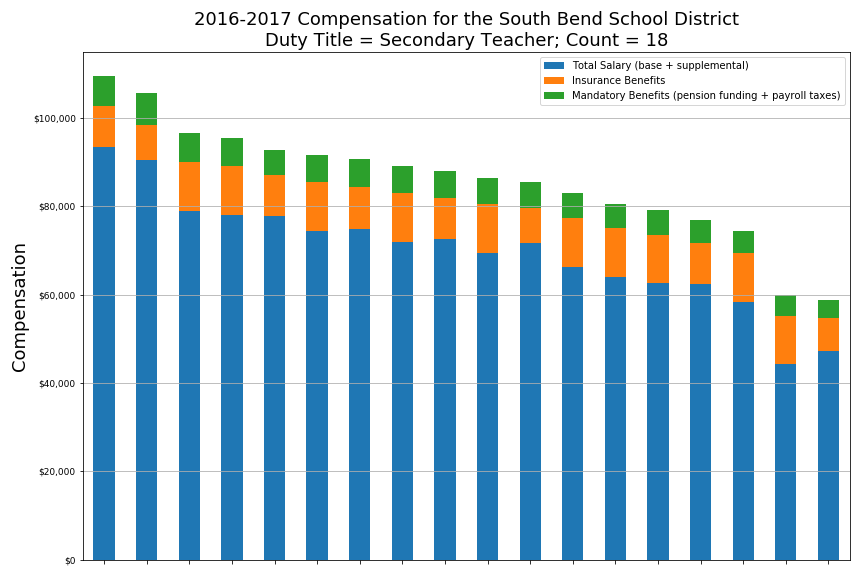 2016-2017 Compensation for the South Bend School District
Duty Title = Secondary Teacher; Count = 18
Total Salary (base + supplemental)
Insurance Benefits
Mandatory Benefits (pension funding + payroll taxes)
Compensation
$100,000
$80,000
$60,000
$40,000
$20,000
$0